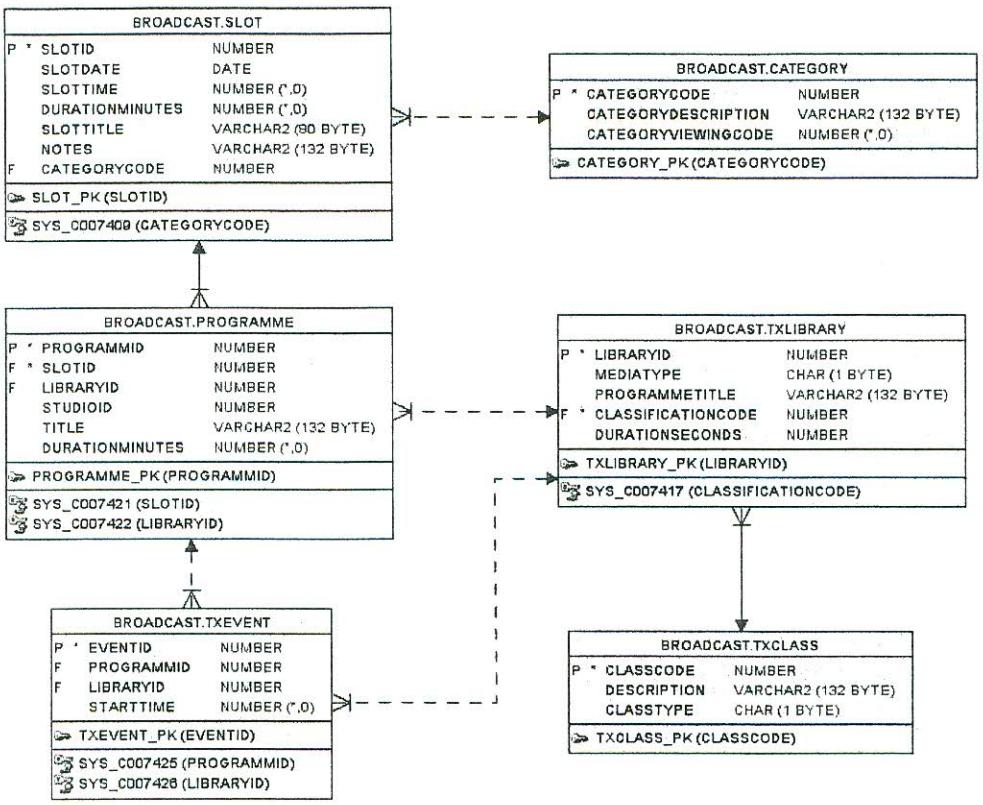 BROADCAST.SLOT
P * SLOTID NUMBER
SLOTDATE DATE
SLOTTIME NUMBER (*,0)
DURATIONMINUTES NUMBER (*,0)
SLOTTITLE VARCHAR2 (90 BYTE)
NOTES VARCHAR2 (132 BYTE)
F CATEGORYCODE NUMBER
SLOT_PK (SLOTID)
SYS_C007409 (CATEGORYCODE)
BROADCAST.CATEGORY
P * CATEGORYCODE NUMBER
CATEGORYDESCRIPTION VARCHAR2 (132 BYTE)
CATEGORYVIEWINGCODE NUMBER (*,0)
CATEGORY_PK (CATEGORYCODE)
BROADCAST.PROGRAMME
P * PROGRAMMID NUMBER
F * SLOTID NUMBER
F LIBRARYID NUMBER
STUDIOID NUMBER
TITLE VARCHAR2 (132 BYTE)
DURATIONMINUTES NUMBER (*,0)
PROGRAMME_PK (PROGRAMMID)
SYS_C007421 (SLOTID)
SYS_C007422 (LIBRARYID)
BROADCAST.TXLIBRARY
P * LIBRARYID NUMBER
MEDIATYPE CHAR (1 BYTE)
PROGRAMMETITLE VARCHAR2 (132 BYTE)
F * CLASSIFICATIONCODE NUMBER
DURATIONSECONDS NUMBER
TXLIBRARY_PK (LIBRARYID)
SYS_C007417 (CLASSIFICATIONCODE)
BROADCAST.TXEVENT
P * EVENTID NUMBER
F PROGRAMMID NUMBER
F LIBRARYID NUMBER
STARTTIME NUMBER (*,0)
TXEVENT_PK (EVENTID)
SYS_C007425 (PROGRAMMID)
SYS_C007426 (LIBRARYID)
BROADCAST.TXCLASS
P * CLASSCODE NUMBER
DESCRIPTION VARCHAR2 (132 BYTE)
CLASSTYPE CHAR (1 BYTE)
TXCLASS_PK (CLASSCODE)